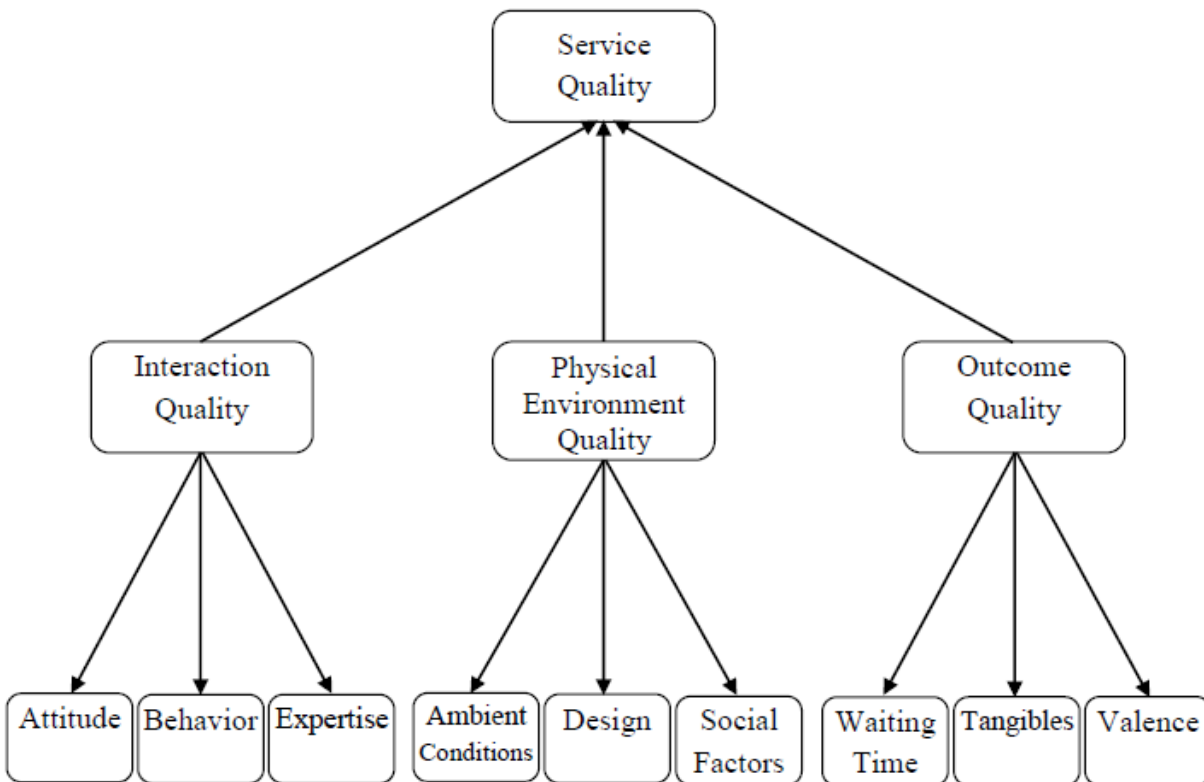 Service
Quality
Interaction
Quality
Physical
Environment
Quality
Outcome
Quality
Attitude
Behavior
Expertise
Ambient
Conditions
Design
Social
Factors
Waiting
Time
Tangibles
Valence